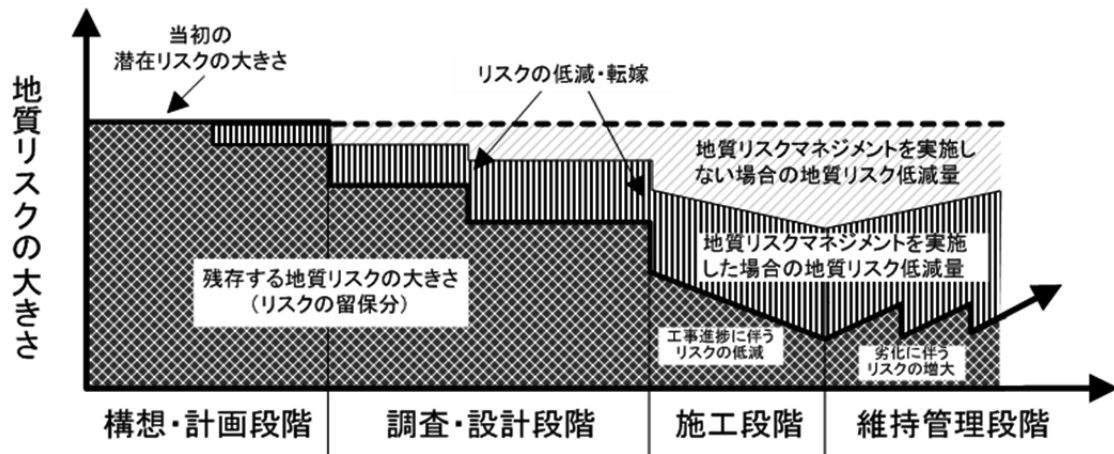 当初の
潜在リスクの大きさ
リスクの低減・転嫁
地質リスクの大きさ
地質リスクマネジメントを実施し
ない場合の地質リスク低減量
地質リスクマネジメントを実施
した場合の地質リスク低減量
残存する地質リスクの大きさ
(リスクの留保分)
工事進捗に伴う
リスクの低減
劣化に伴う
リスクの増大
構想・計画段階
調査・設計段階
施工段階
維持管理段階